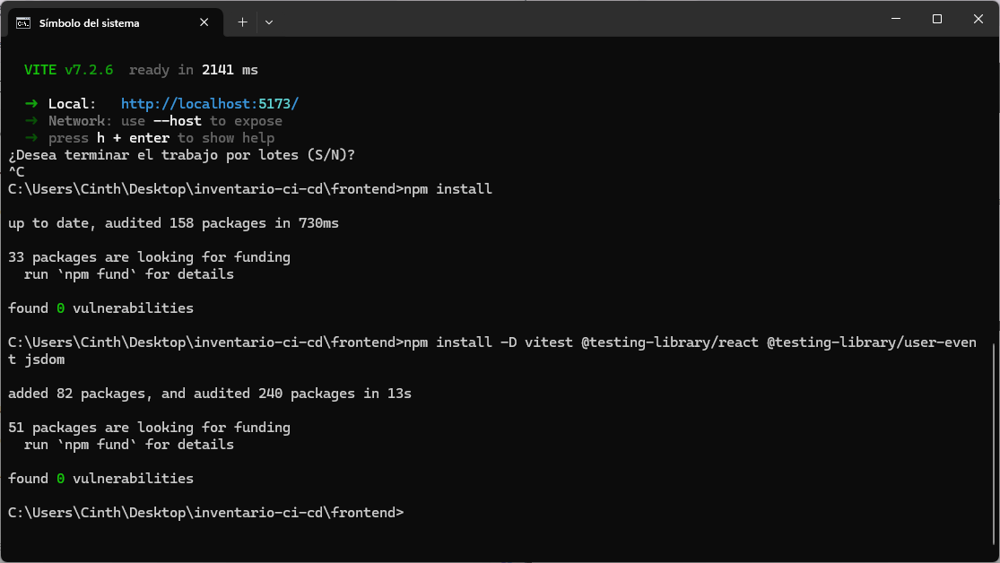 Símbolo del sistema
VITE v7.2.6 ready in 2141 ms
➜ Local: http://localhost:5173/
➜ Network: use --host to expose
➜ press h + enter to show help
¿Desea terminar el trabajo por lotes (S/N)?
^C
C:\Users\Cinth\Desktop\inventario-ci-cd\frontend>npm install
up to date, audited 158 packages in 730ms
33 packages are looking for funding
run `npm fund` for details
found 0 vulnerabilities
C:\Users\Cinth\Desktop\inventario-ci-cd\frontend>npm install -D vitest @testing-library/react @testing-library/user-even
t jsdom
added 82 packages, and audited 240 packages in 13s
51 packages are looking for funding
run `npm fund` for details
found 0 vulnerabilities
C:\Users\Cinth\Desktop\inventario-ci-cd\frontend>